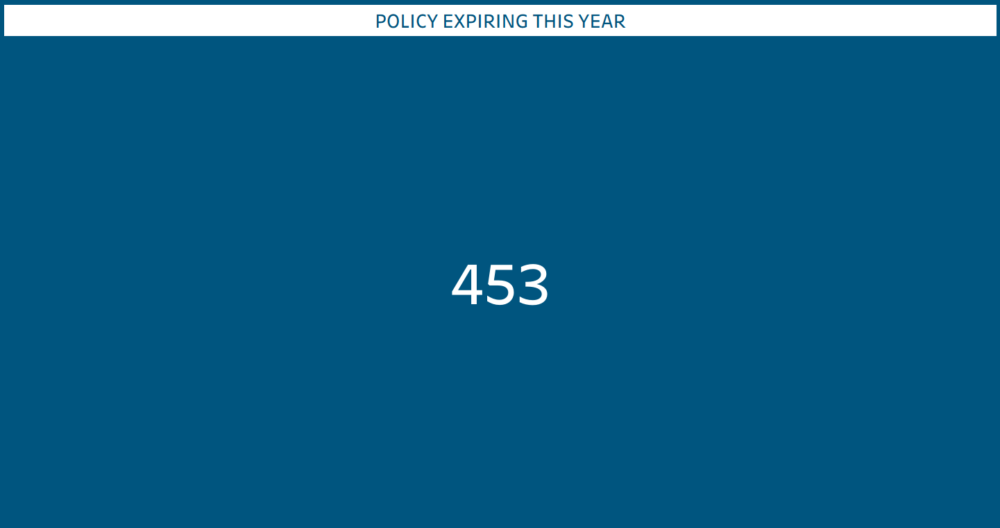 POLICY EXPIRING THIS YEAR
453